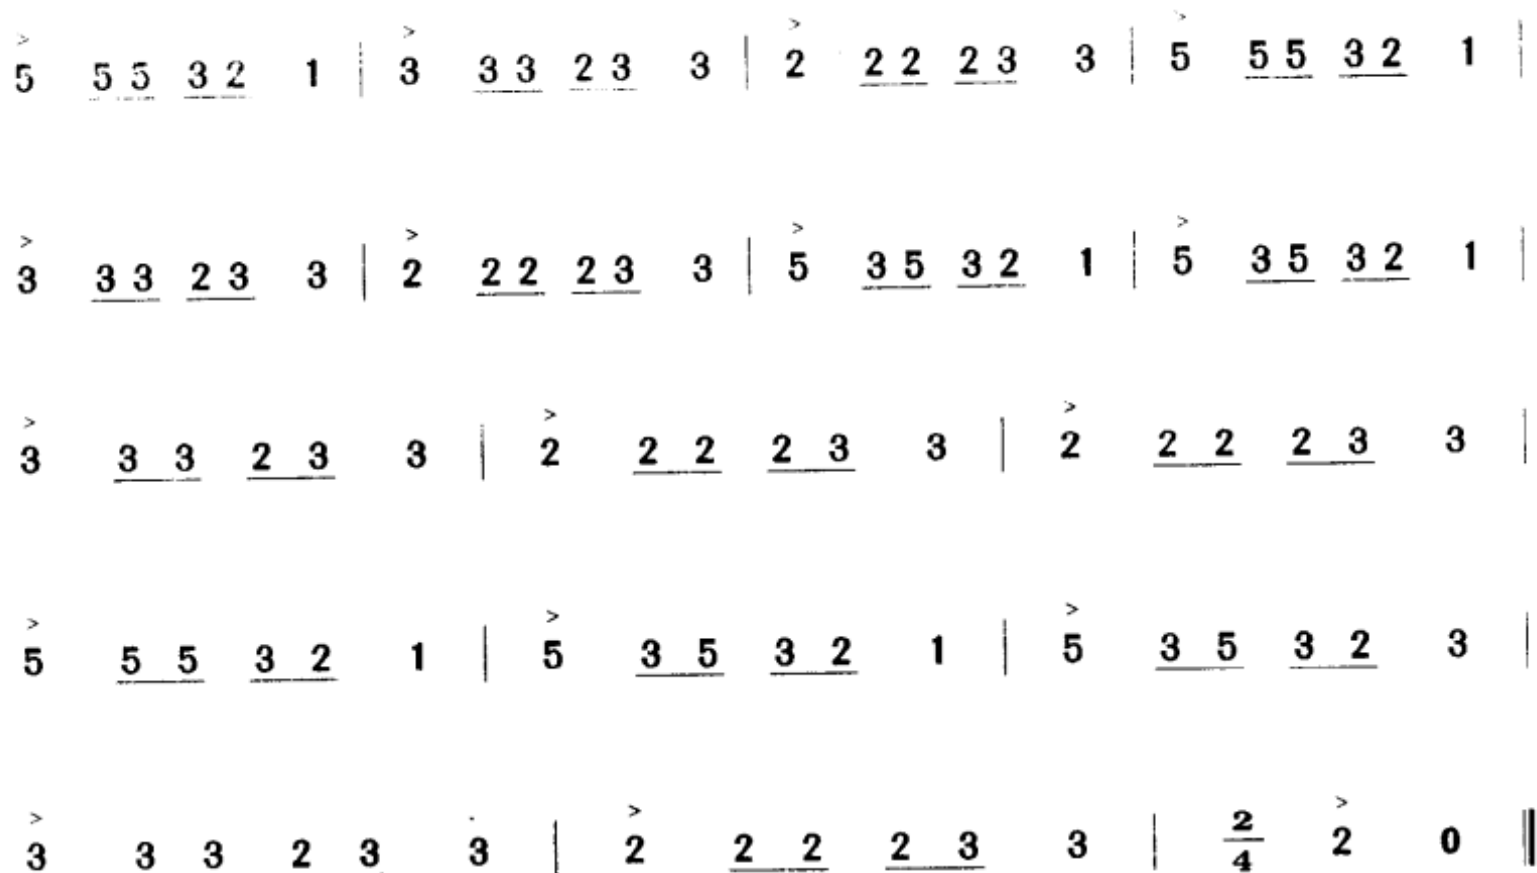 5 5 5 3 2 1 | 3 3 3 2 3 3 | 2 2 2 2 3 3 | 5 5 5 3 2 1 |
3 3 3 2 3 3 | 2 2 2 2 3 3 | 5 3 5 3 2 1 | 5 3 5 3 2 1 |
3 3 3 2 3 3 | 2 2 2 2 3 3 | 2 2 2 2 3 3 |
5 5 5 3 2 1 | 5 3 5 3 2 1 | 5 3 5 3 2 3 |
3 3 3 2 3 3 | 2 2 2 2 3 3 | 2/4 2 0 ‖